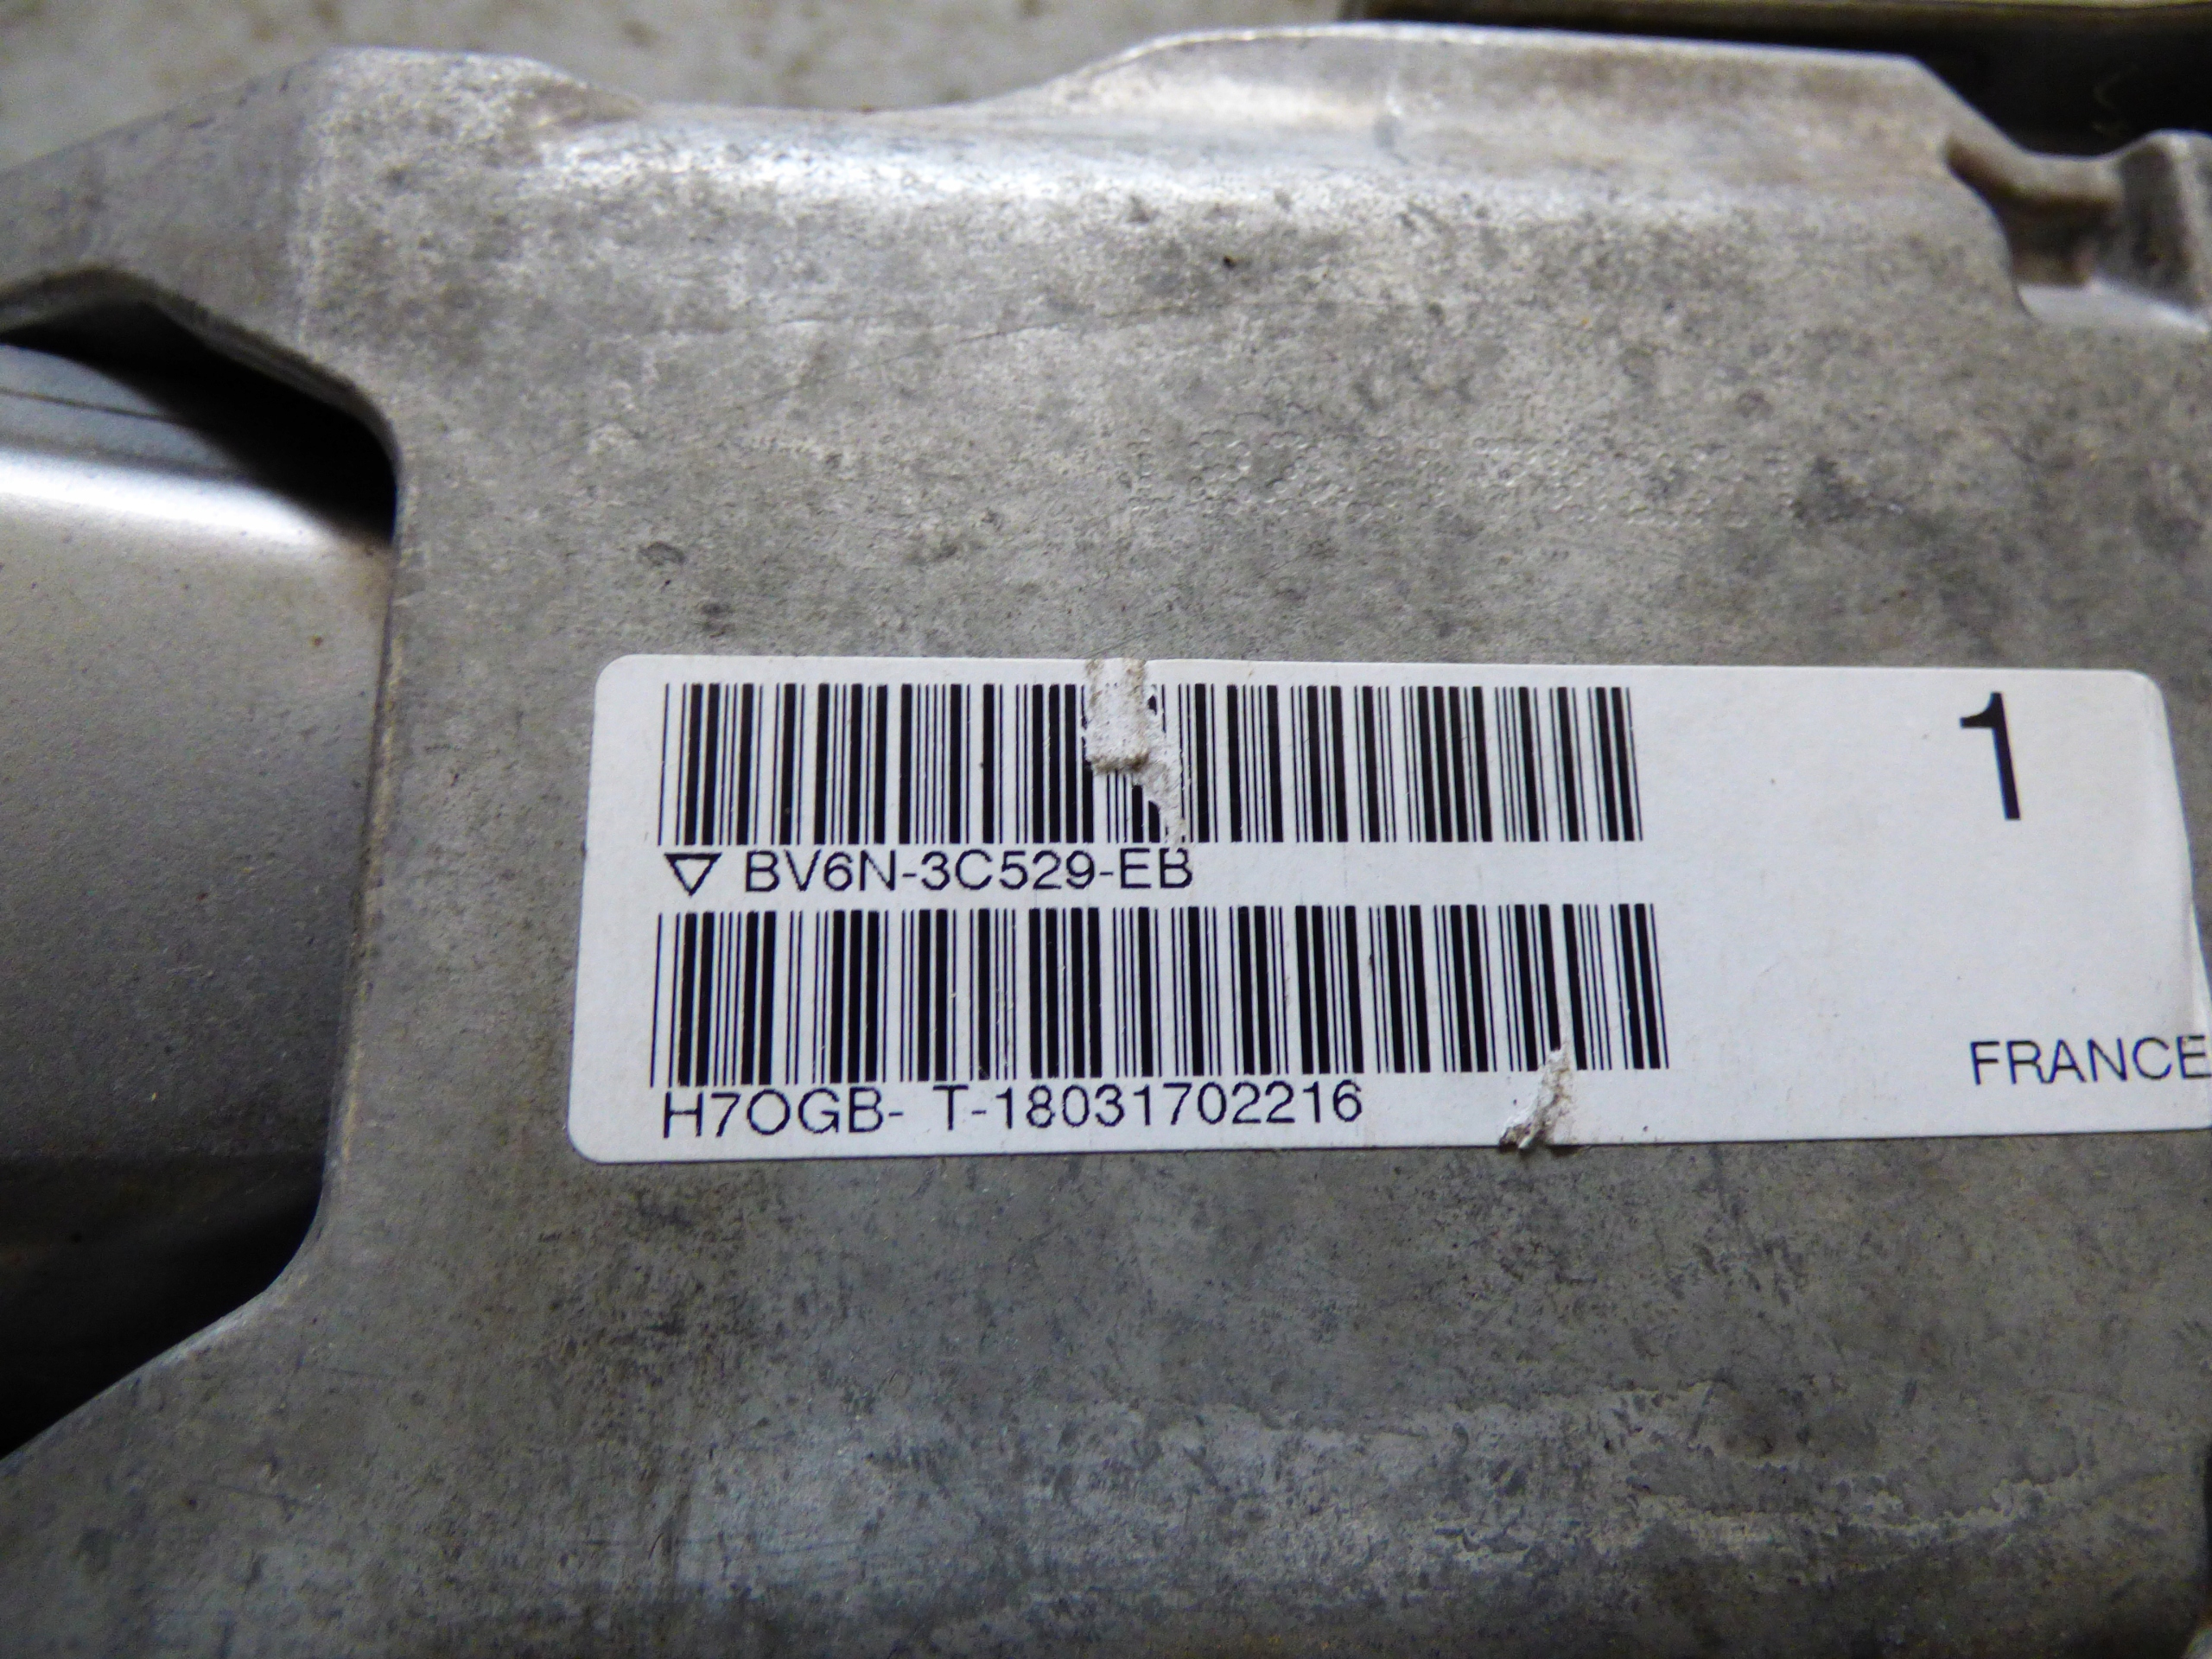 1
▽ BV6N-3C529-EB
H7OGB- T-18031702216
FRANCE